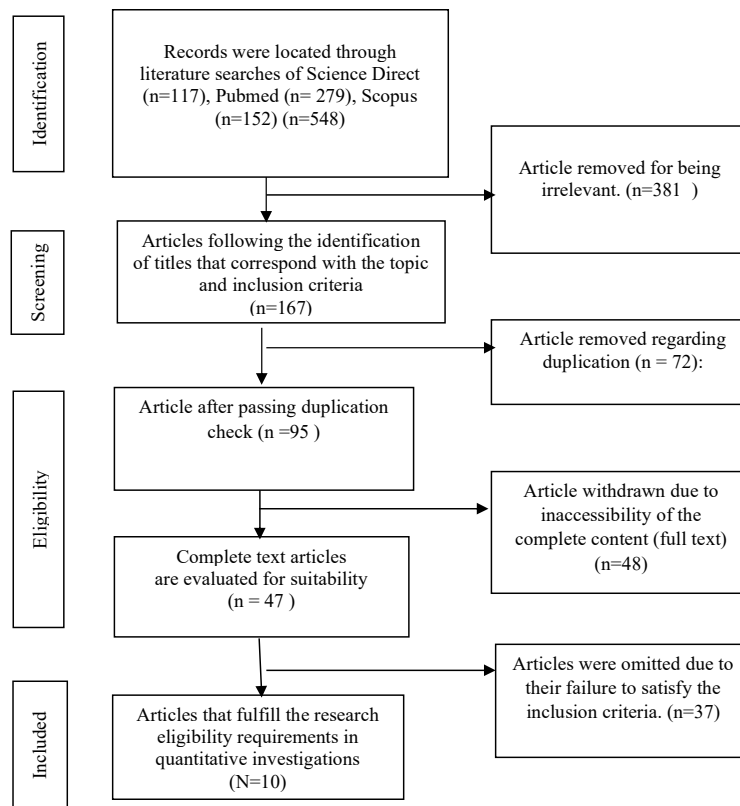 Identification
Records were located through
literature searches of Science Direct
(n=117), Pubmed (n= 279), Scopus
(n=152) (n=548)
Article removed for being
irrelevant. (n=381  )
Screening
Articles following the identification
of titles that correspond with the topic
and inclusion criteria
(n=167)
Article removed regarding
duplication (n = 72):
Eligibility
Article after passing duplication
check (n =95 )
Article withdrawn due to
inaccessibility of the
complete content (full text)
(n=48)
Complete text articles
are evaluated for suitability
(n = 47 )
Articles were omitted due to
their failure to satisfy the
inclusion criteria. (n=37)
Included
Articles that fulfill the research
eligibility requirements in
quantitative investigations
(N=10)